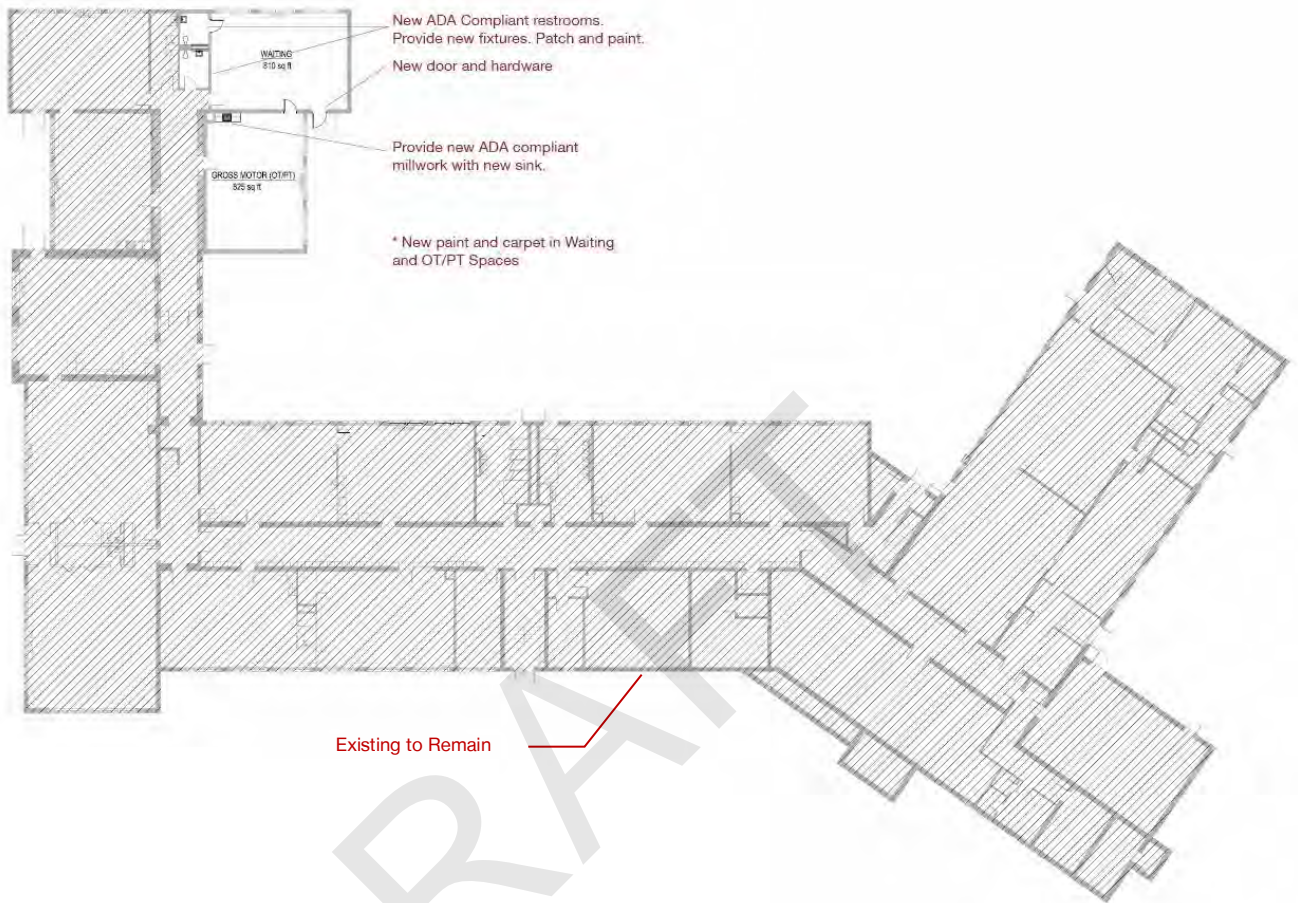 New ADA Compliant restrooms.
Provide new fixtures. Patch and paint.
WAITING
810 sq ft
New door and hardware
Provide new ADA compliant
millwork with new sink.
GROSS MOTOR (OT/PT)
825 sq ft
* New paint and carpet in Waiting
and OT/PT Spaces
Existing to Remain
RAFT